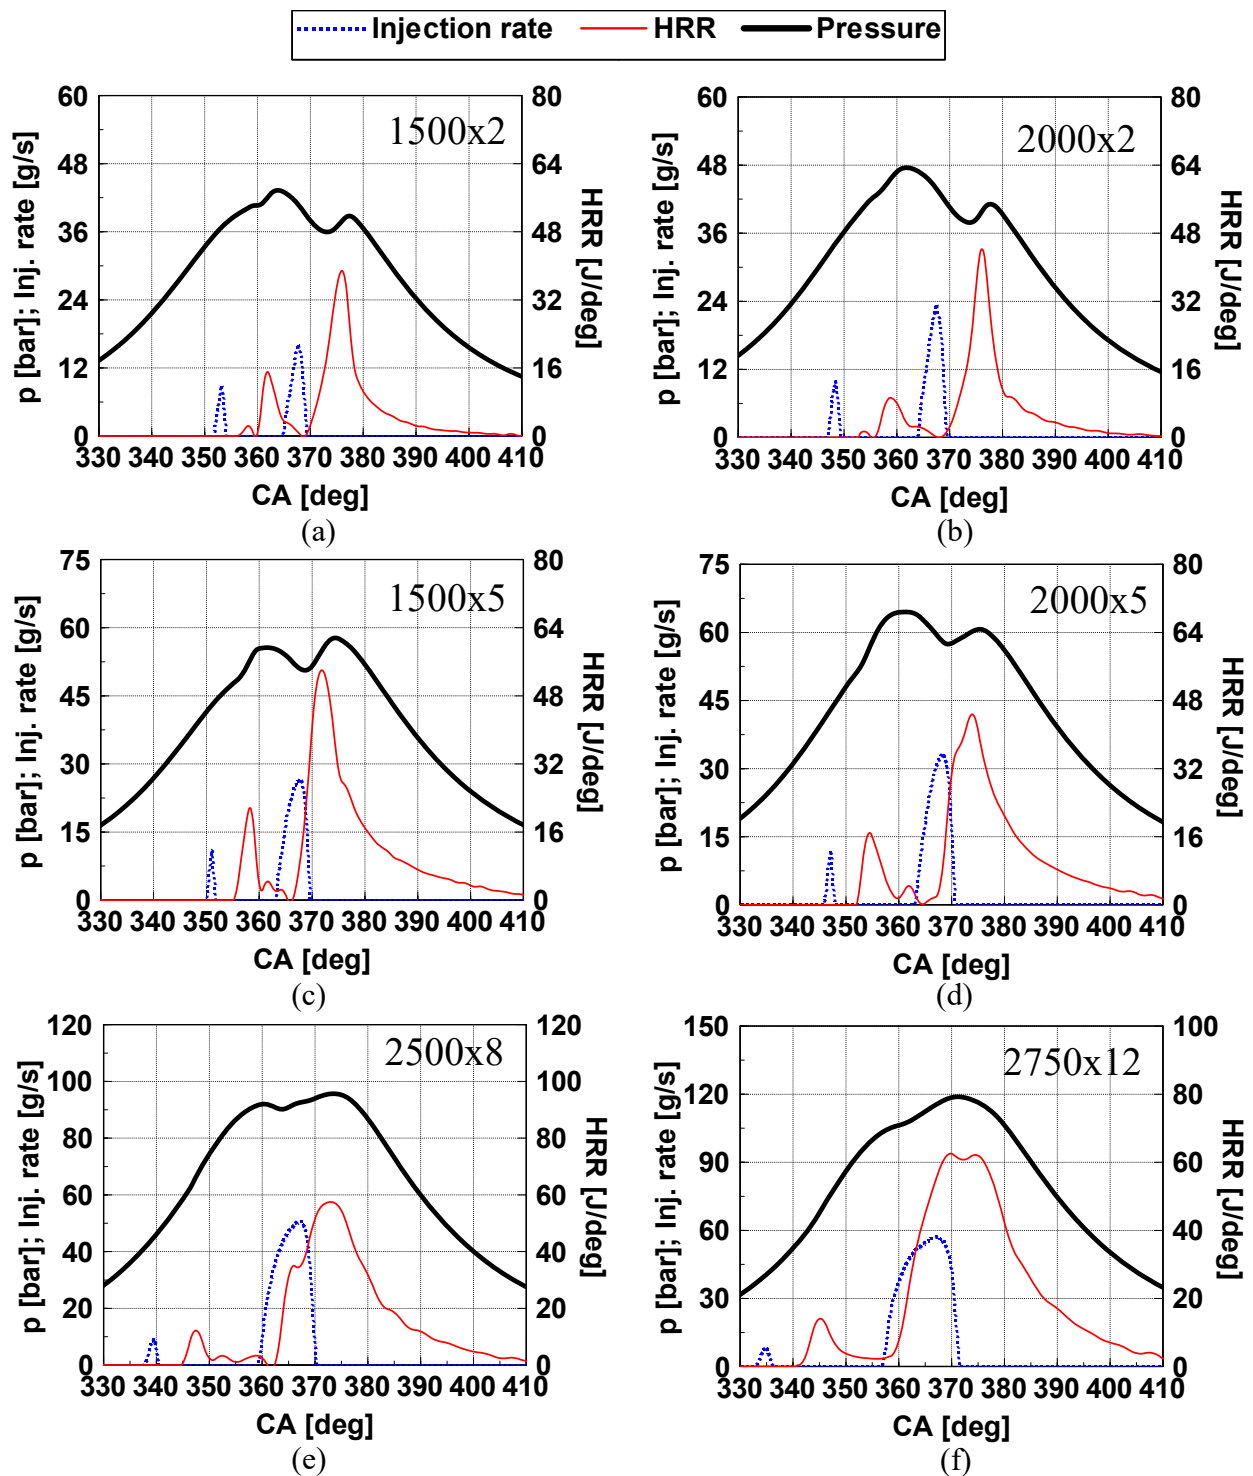 Injection rate HRR Pressure
1500x2
60
48
36
24
12
0
80
64
48
32
16
0
p [bar]; Inj. rate [g/s]
HRR [J/deg]
330 340 350 360 370 380 390 400 410
CA [deg]
(a)
2000x2
60
48
36
24
12
0
80
64
48
32
16
0
p [bar]; Inj. rate [g/s]
HRR [J/deg]
330 340 350 360 370 380 390 400 410
CA [deg]
(b)
1500x5
75
60
45
30
15
0
80
64
48
32
16
0
p [bar]; Inj. rate [g/s]
HRR [J/deg]
330 340 350 360 370 380 390 400 410
CA [deg]
(c)
2000x5
75
60
45
30
15
0
80
64
48
32
16
0
p [bar]; Inj. rate [g/s]
HRR [J/deg]
330 340 350 360 370 380 390 400 410
CA [deg]
(d)
2500x8
120
100
80
60
40
20
0
120
100
80
60
40
20
0
p [bar]; Inj. rate [g/s]
HRR [J/deg]
330 340 350 360 370 380 390 400 410
CA [deg]
(e)
2750x12
150
120
90
60
30
0
100
80
60
40
20
0
p [bar]; Inj. rate [g/s]
HRR [J/deg]
330 340 350 360 370 380 390 400 410
CA [deg]
(f)